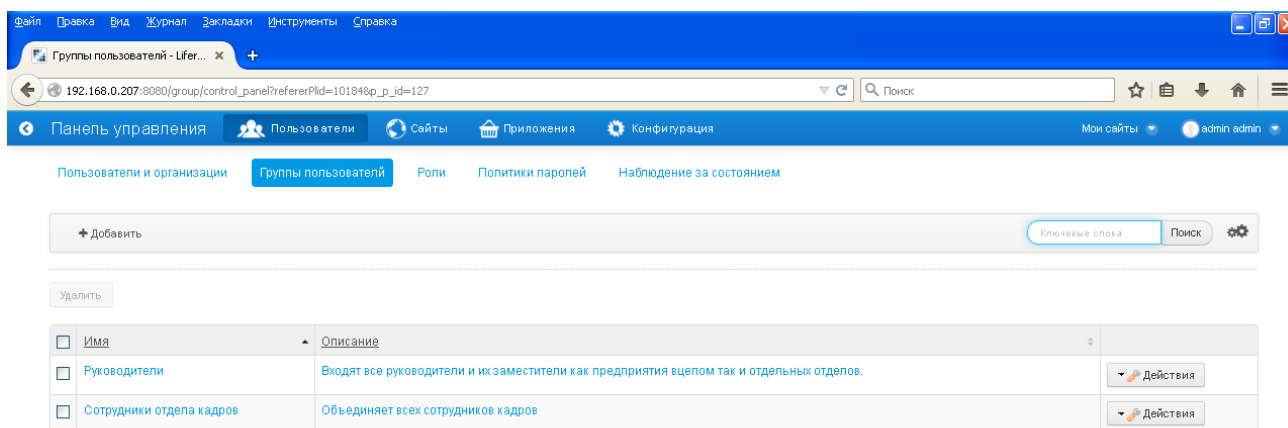 Файл Правка Вид Журнал Закладки Инструменты Справка
Группы пользователй - Lifer...
192.168.0.207:8080/group/control_panel?refererPlid=10184&p_p_id=127 Поиск
Панель управления Пользователи Сайты Приложения Конфигурация Мои сайты admin admin
Пользователи и организации Группы пользователй Роли Политики паролей Наблюдение за состоянием
+ Добавить Ключевые слова Поиск
Удалить
Имя Описание
Руководители Входят все руководители и их заместители как предприятия вцелом так и отдельных отделов. Действия
Сотрудники отдела кадров Объединяет всех сотрудников кадров Действия